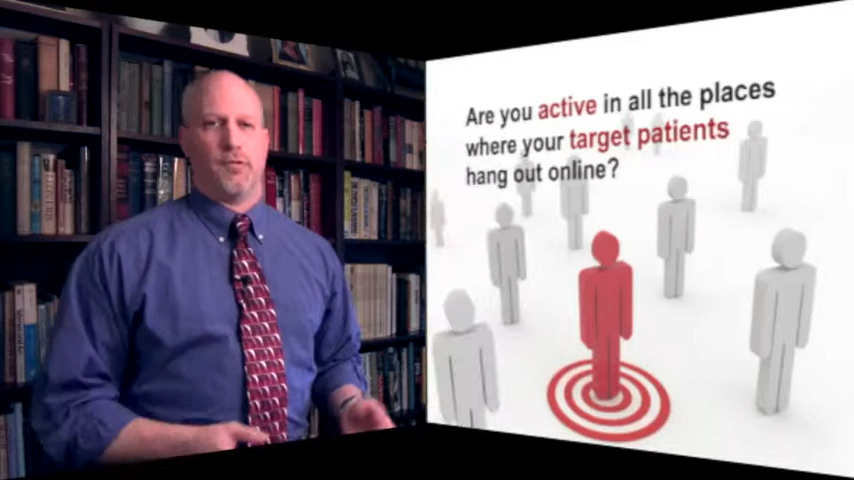 Are you active in all the places
where your target patients
hang out online?